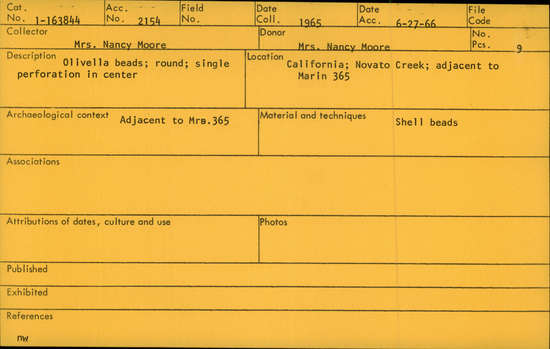 Cat. No. 1-163844 Acc. No. 2154 Field No. Date Coll. 1965 Date Acc. 6-27-66 File Code
Collector Mrs. Nancy Moore Donor Mrs. Nancy Moore No. Pcs. 9
Description Olivella beads; round; single
perforation in center
Location California; Novato Creek; adjacent to
Marin 365
Archaeological context Adjacent to Mrn.365 Material and techniques Shell beads
Associations
Attributions of dates, culture and use Photos
Published
Exhibited
References
nw